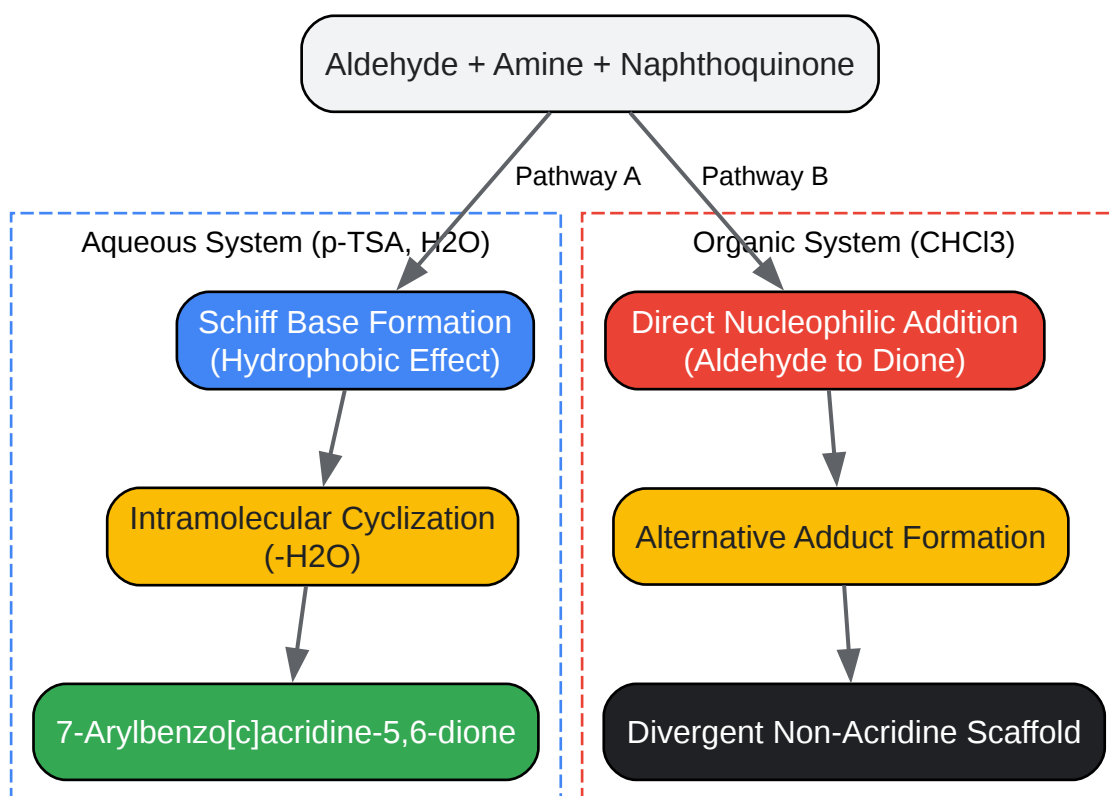 Aldehyde + Amine + Naphthoquinone
Pathway A
Pathway B
Aqueous System (p-TSA, H2O)
Schiff Base Formation
(Hydrophobic Effect)
Intramolecular Cyclization
(-H2O)
7-Arylbenzo[c]acridine-5,6-dione
Organic System (CHCl3)
Direct Nucleophilic Addition
(Aldehyde to Dione)
Alternative Adduct Formation
Divergent Non-Acridine Scaffold